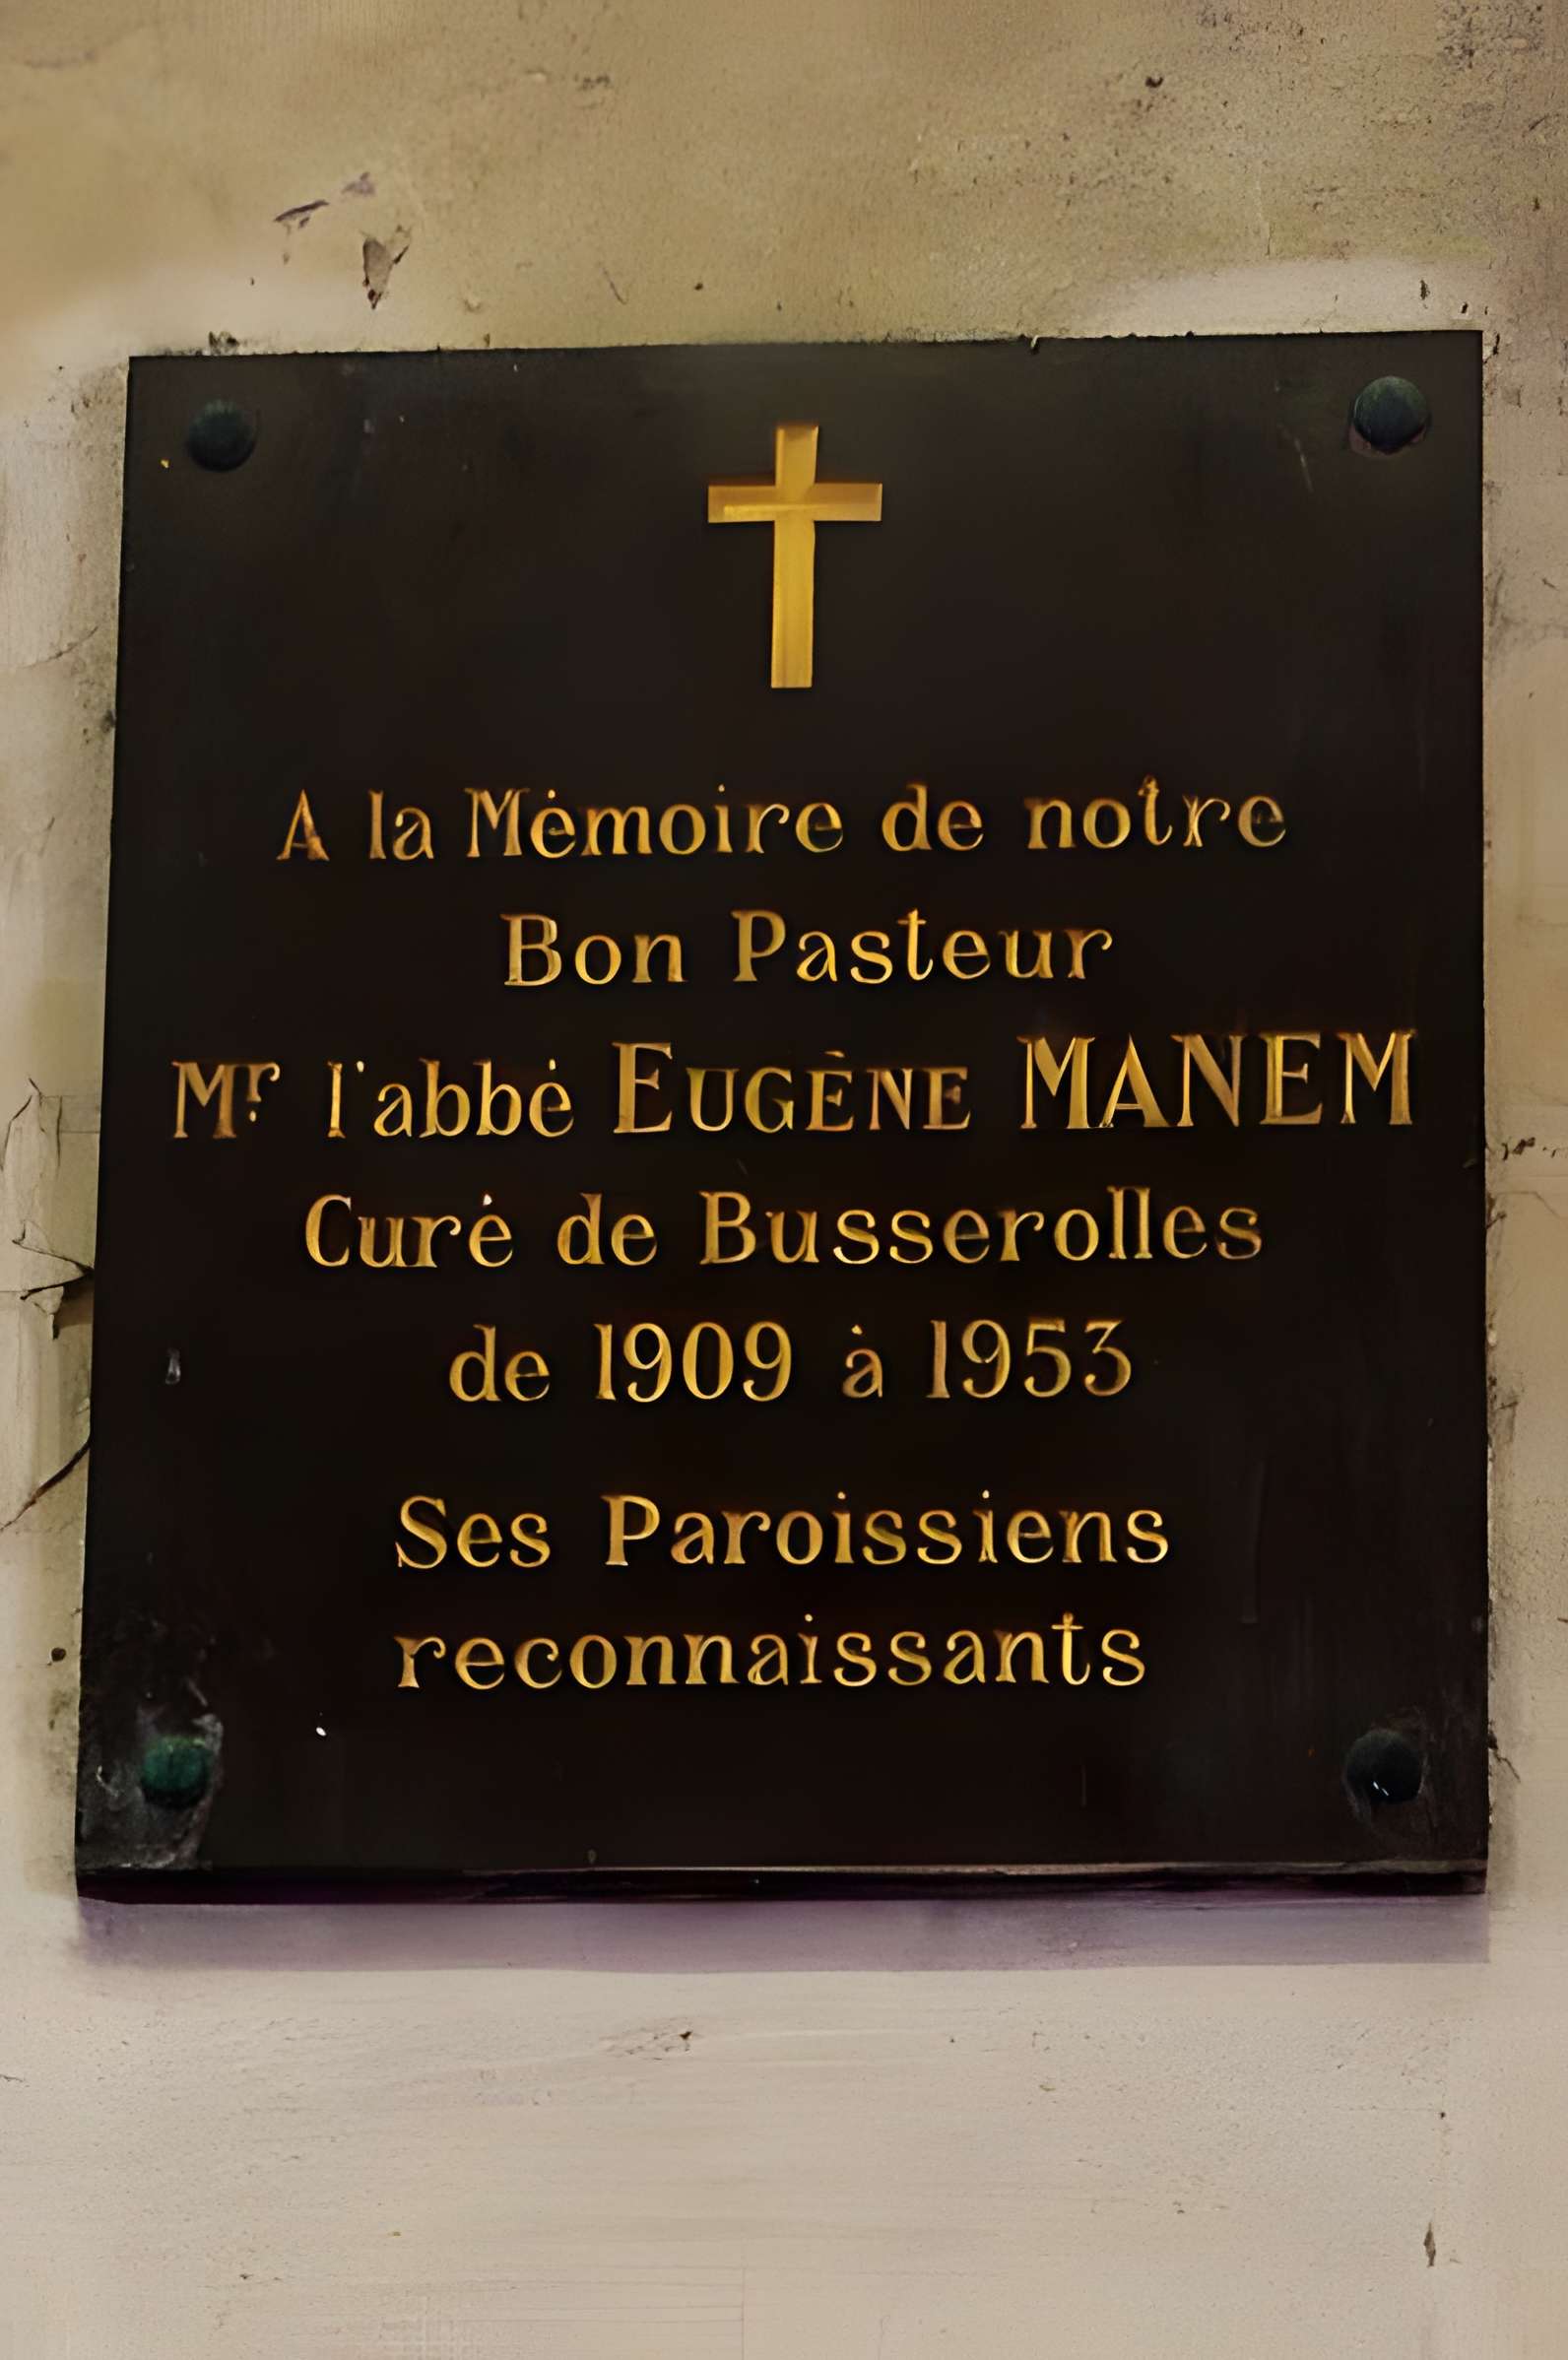 A la Mémoire de notre
Bon Pasteur
Mr l'abbé EUGÈNE MANEM
Curé de Busserolles
de 1909 à 1953
Ses Paroissiens
reconnaissants